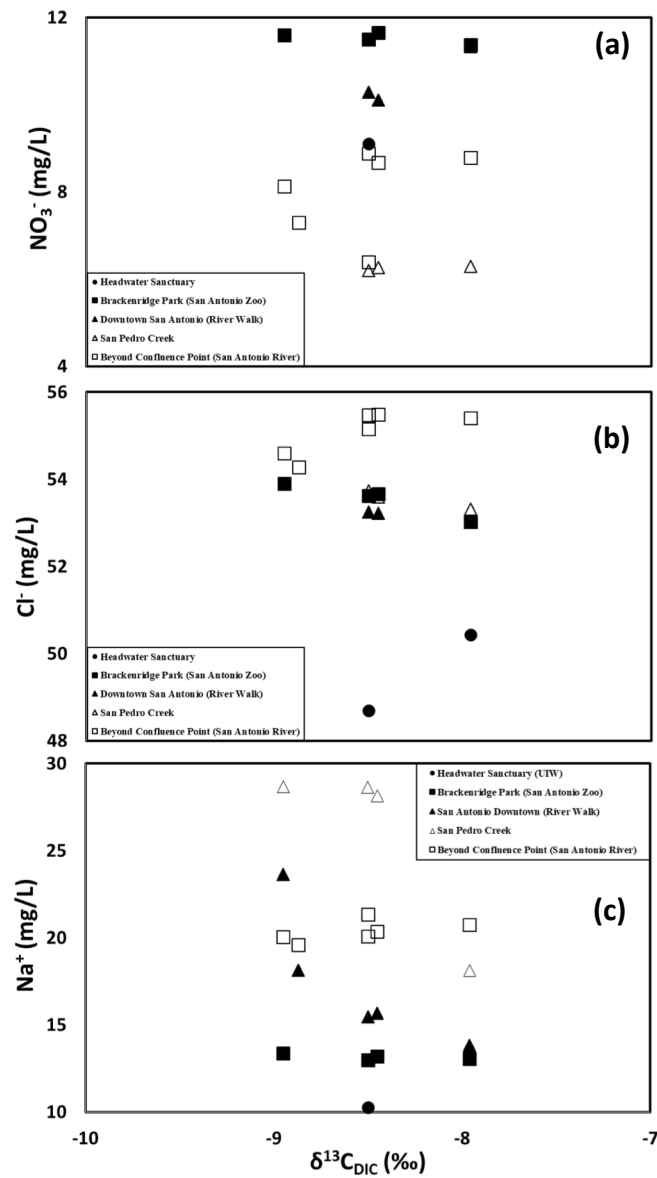 12
8
4
NO₃⁻ (mg/L)
(a)
Headwater Sanctuary
Brackenridge Park (San Antonio Zoo)
Downtown San Antonio (River Walk)
San Pedro Creek
Beyond Confluence Point (San Antonio River)
56
54
52
50
48
Cl⁻ (mg/L)
(b)
Headwater Sanctuary
Brackenridge Park (San Antonio Zoo)
Downtown San Antonio (River Walk)
San Pedro Creek
Beyond Confluence Point (San Antonio River)
30
25
20
15
10
Na⁺ (mg/L)
Headwater Sanctuary (UIW)
Brackenridge Park (San Antonio Zoo)
San Antonio Downtown (River Walk)
San Pedro Creek
Beyond Confluence Point (San Antonio River)
(c)
-10 -9 -8 -7
δ¹³C_DIC (‰)